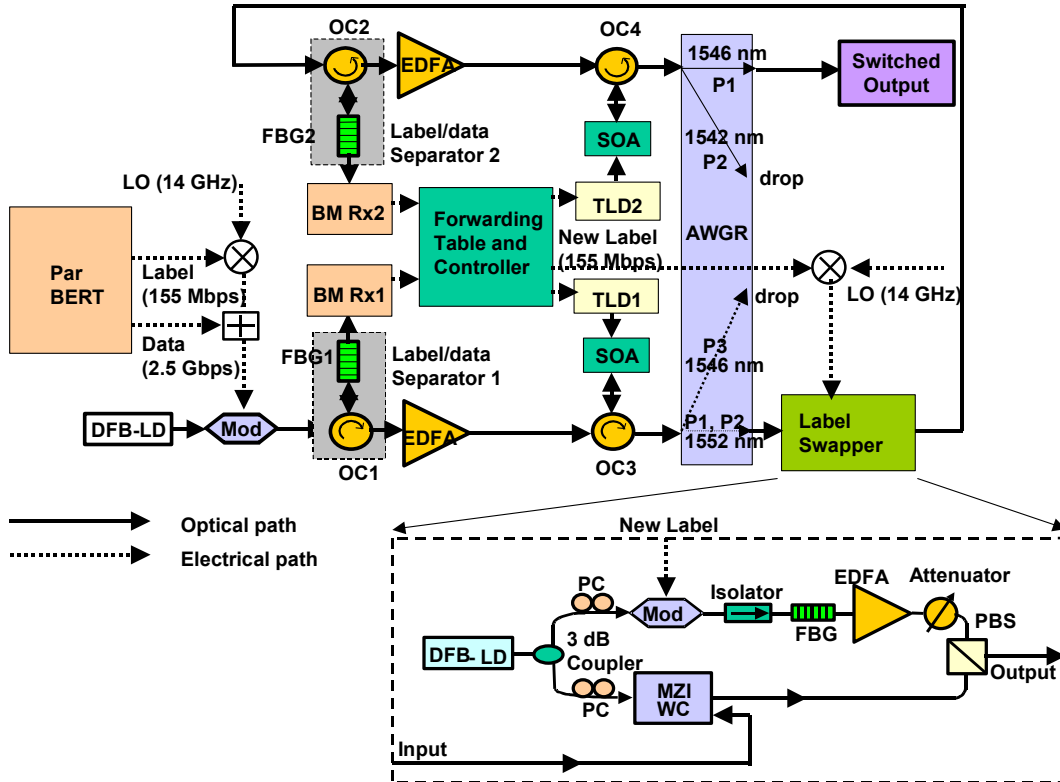 OC2
OC4
EDFA
1546 nm
P1
Switched
Output
FBG2
Label/data
Separator 2
SOA
1542 nm
P2
drop
LO (14 GHz)
BM Rx2
TLD2
Forwarding
Table and
Controller
New Label
(155 Mbps)
AWGR
Par
BERT
Label
(155 Mbps)
BM Rx1
TLD1
drop
LO (14 GHz)
Data
(2.5 Gbps)
FBG1
Label/data
Separator 1
SOA
P3
1546 nm
DFB-LD
Mod
EDFA
P1, P2
1552 nm
Label
Swapper
OC1
OC3
Optical path
Electrical path
New Label
PC
Mod
Isolator
FBG
EDFA
Attenuator
PBS
DFB- LD
3 dB
Coupler
Output
PC
MZI
WC
Input